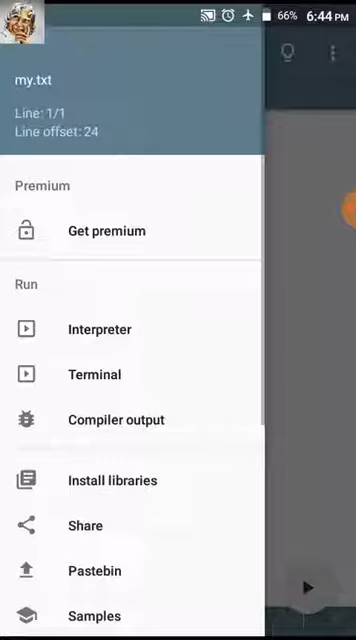 66% 6:44 PM
my.txt
Line: 1/1
Line offset: 24
Premium
Get premium
Run
Interpreter
Terminal
Compiler output
Install libraries
Share
Pastebin
Samples